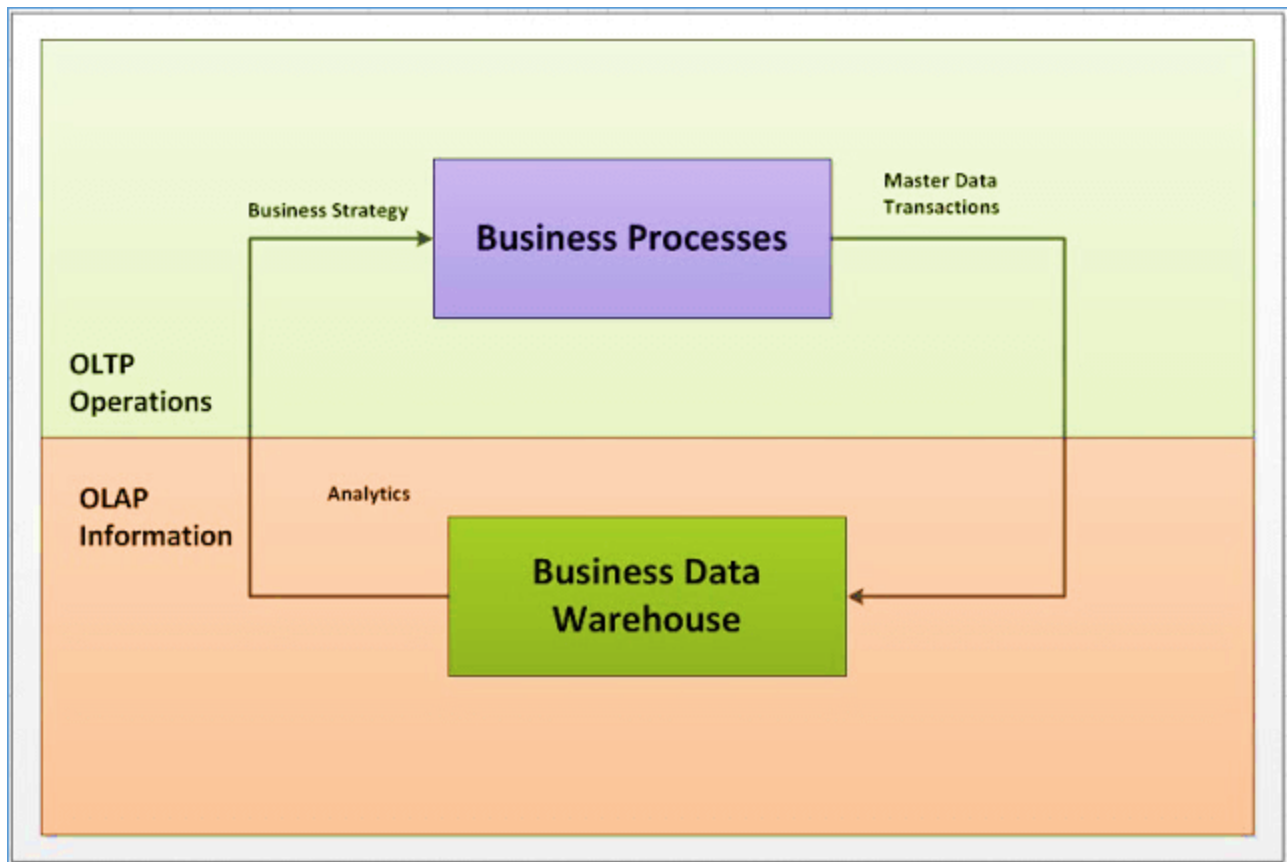 Business Strategy
Business Processes
Master Data
Transactions
OLTP
Operations
OLAP
Information
Analytics
Business Data
Warehouse